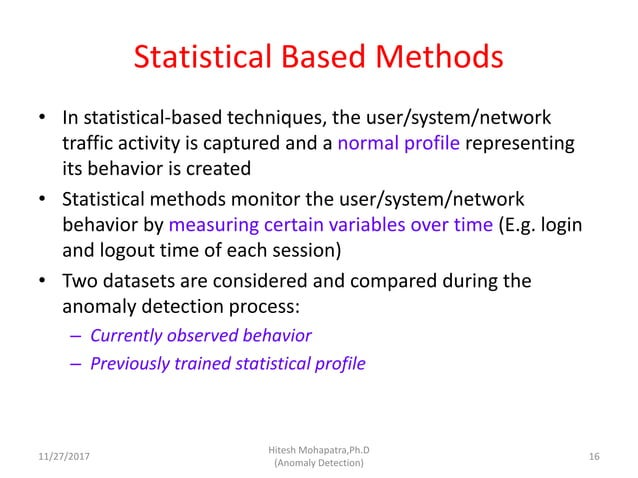 Statistical Based Methods
• In statistical-based techniques, the user/system/network
traffic activity is captured and a normal profile representing
its behavior is created
• Statistical methods monitor the user/system/network
behavior by measuring certain variables over time (E.g. login
and logout time of each session)
• Two datasets are considered and compared during the
anomaly detection process:
– Currently observed behavior
– Previously trained statistical profile
11/27/2017
Hitesh Mohapatra,Ph.D
(Anomaly Detection)
16